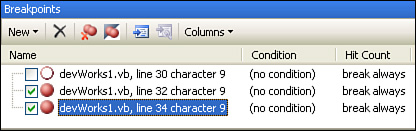 Breakpoints
New Columns
Name Condition Hit Count
devWorks1.vb, line 30 character 9 (no condition) break always
devWorks1.vb, line 32 character 9 (no condition) break always
devWorks1.vb, line 34 character 9 (no condition) break always